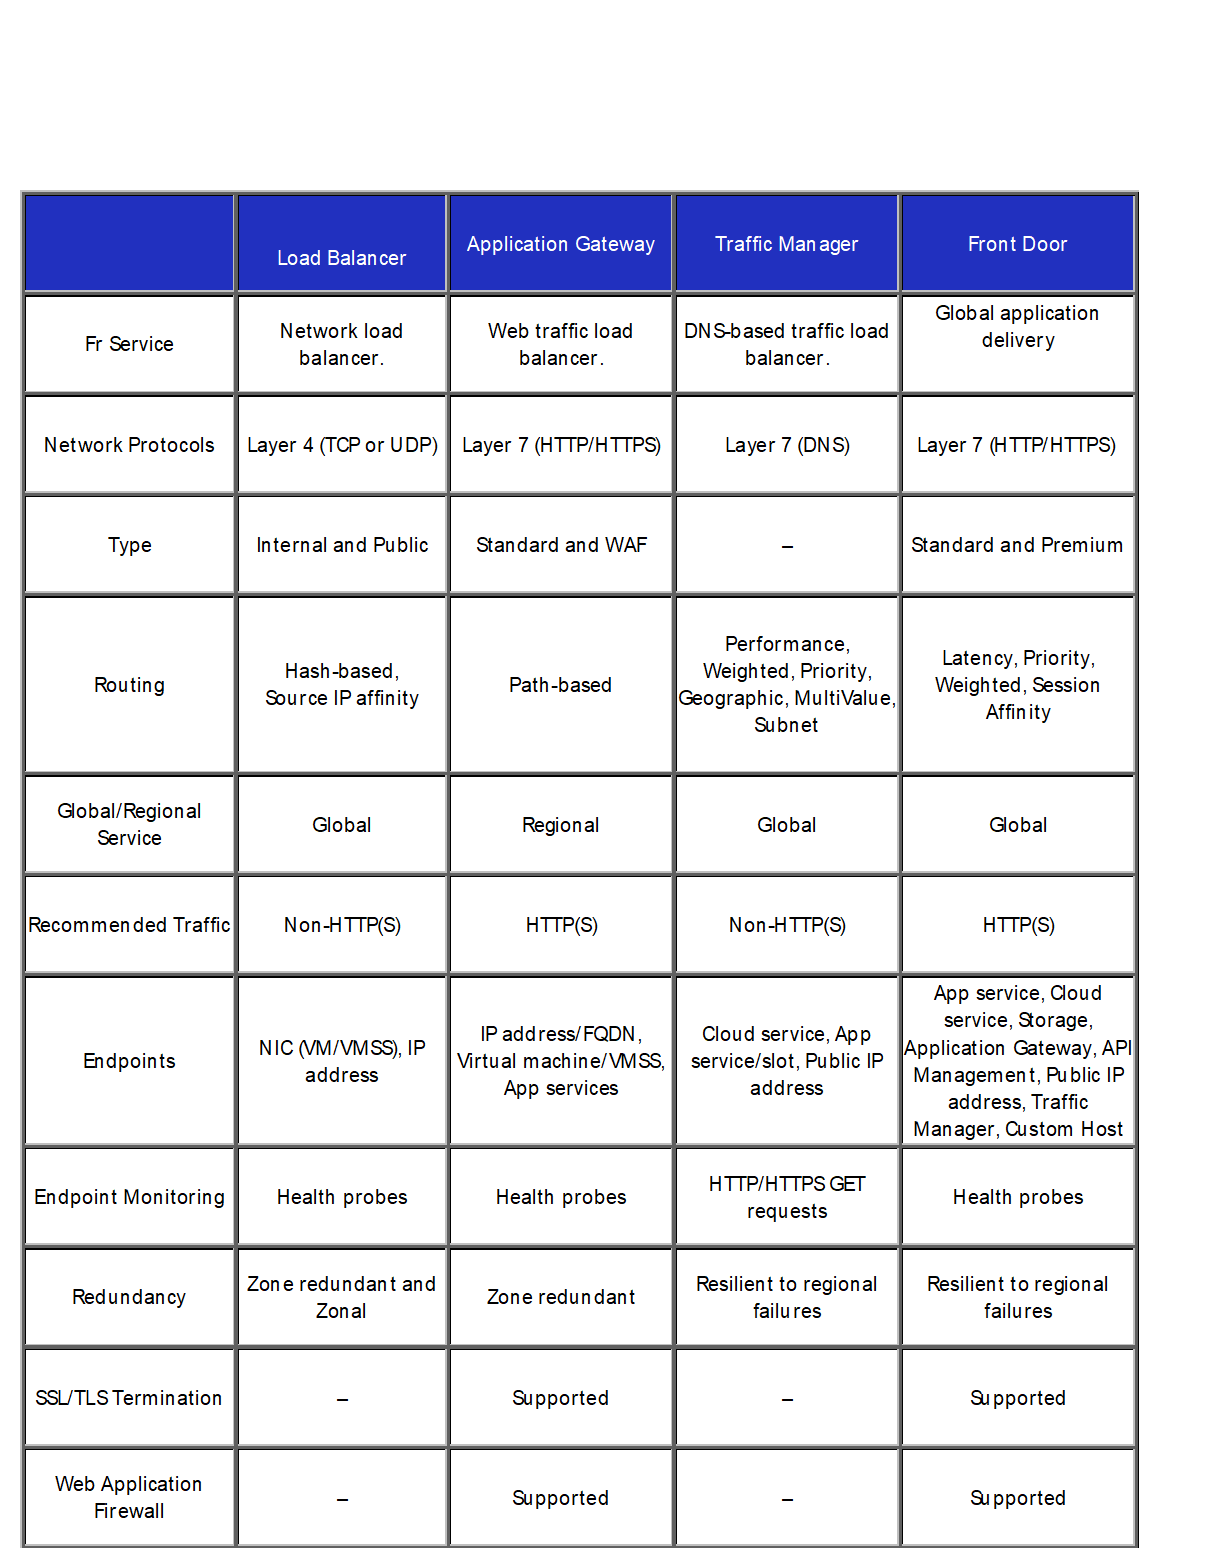 Load Balancer
Application Gateway
Traffic Manager
Front Door
Fr Service
Network load
balancer.
Web traffic load
balancer.
DNS-based traffic load
balancer.
Global application
delivery
Network Protocols
Layer 4 (TCP or UDP)
Layer 7 (HTTP/HTTPS)
Layer 7 (DNS)
Layer 7 (HTTP/HTTPS)
Type
Internal and Public
Standard and WAF
–
Standard and Premium
Routing
Hash-based,
Source IP affinity
Path-based
Performance,
Weighted, Priority,
Geographic, MultiValue,
Subnet
Latency, Priority,
Weighted, Session
Affinity
Global/Regional
Service
Global
Regional
Global
Global
Recommended Traffic
Non-HTTP(S)
HTTP(S)
Non-HTTP(S)
HTTP(S)
Endpoints
NIC (VM/VMSS), IP
address
IP address/FQDN,
Virtual machine/VMSS,
App services
Cloud service, App
service/slot, Public IP
address
App service, Cloud
service, Storage,
Application Gateway, API
Management, Public IP
address, Traffic
Manager, Custom Host
Endpoint Monitoring
Health probes
Health probes
HTTP/HTTPS GET
requests
Health probes
Redundancy
Zone redundant and
Zonal
Zone redundant
Resilient to regional
failures
Resilient to regional
failures
SSL/TLS Termination
–
Supported
–
Supported
Web Application
Firewall
–
Supported
–
Supported